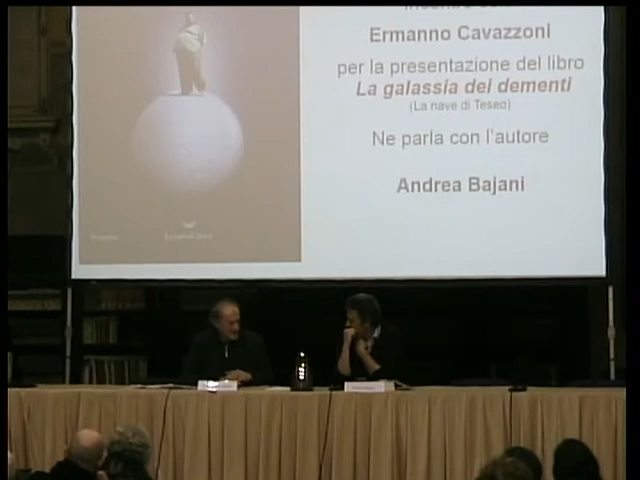 Ermanno Cavazzoni
per la presentazione del libro
La galassia dei dementi
(La nave di Teseo)
Ne parla con l'autore
Andrea Bajani